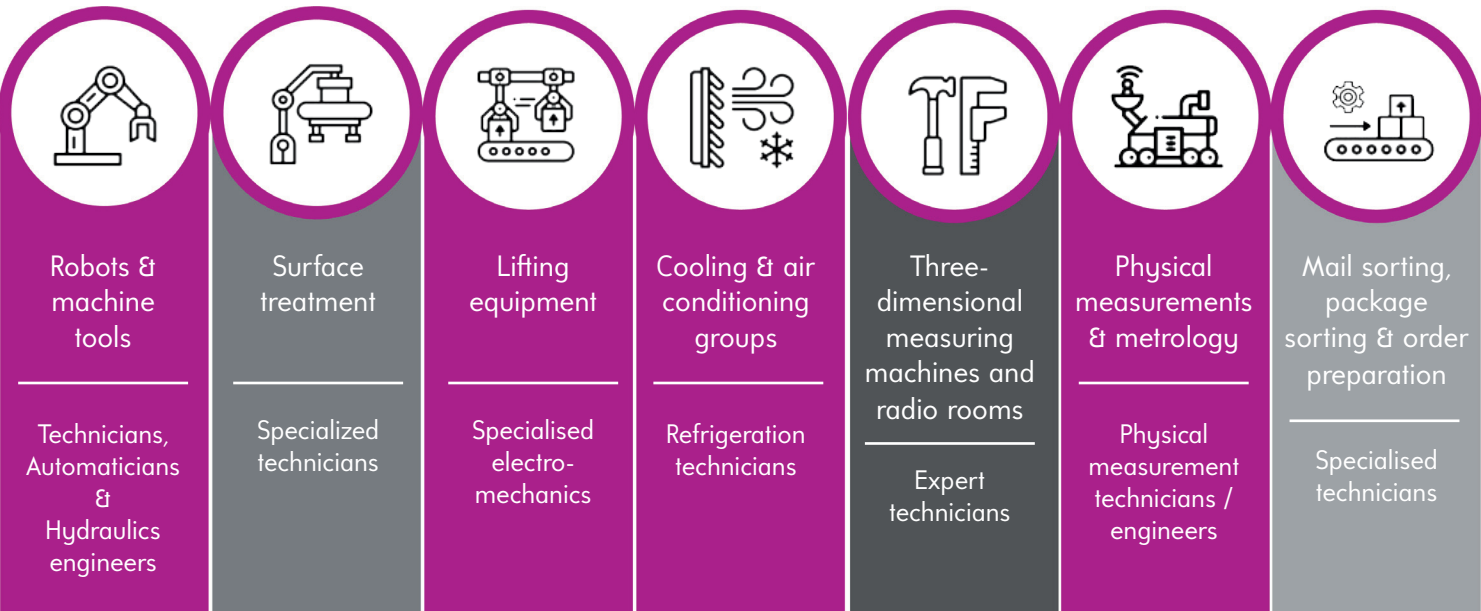 Robots &
machine
tools
Technicians,
Automaticians
&
Hydraulics
engineers
Surface
treatment
Specialized
technicians
Lifting
equipment
Specialised
electro-
mechanics
Cooling & air
conditioning
groups
Refrigeration
technicians
Three-
dimensional
measuring
machines and
radio rooms
Expert
technicians
Physical
measurements
& metrology
Physical
measurement
technicians /
engineers
Mail sorting,
package
sorting & order
preparation
Specialised
technicians